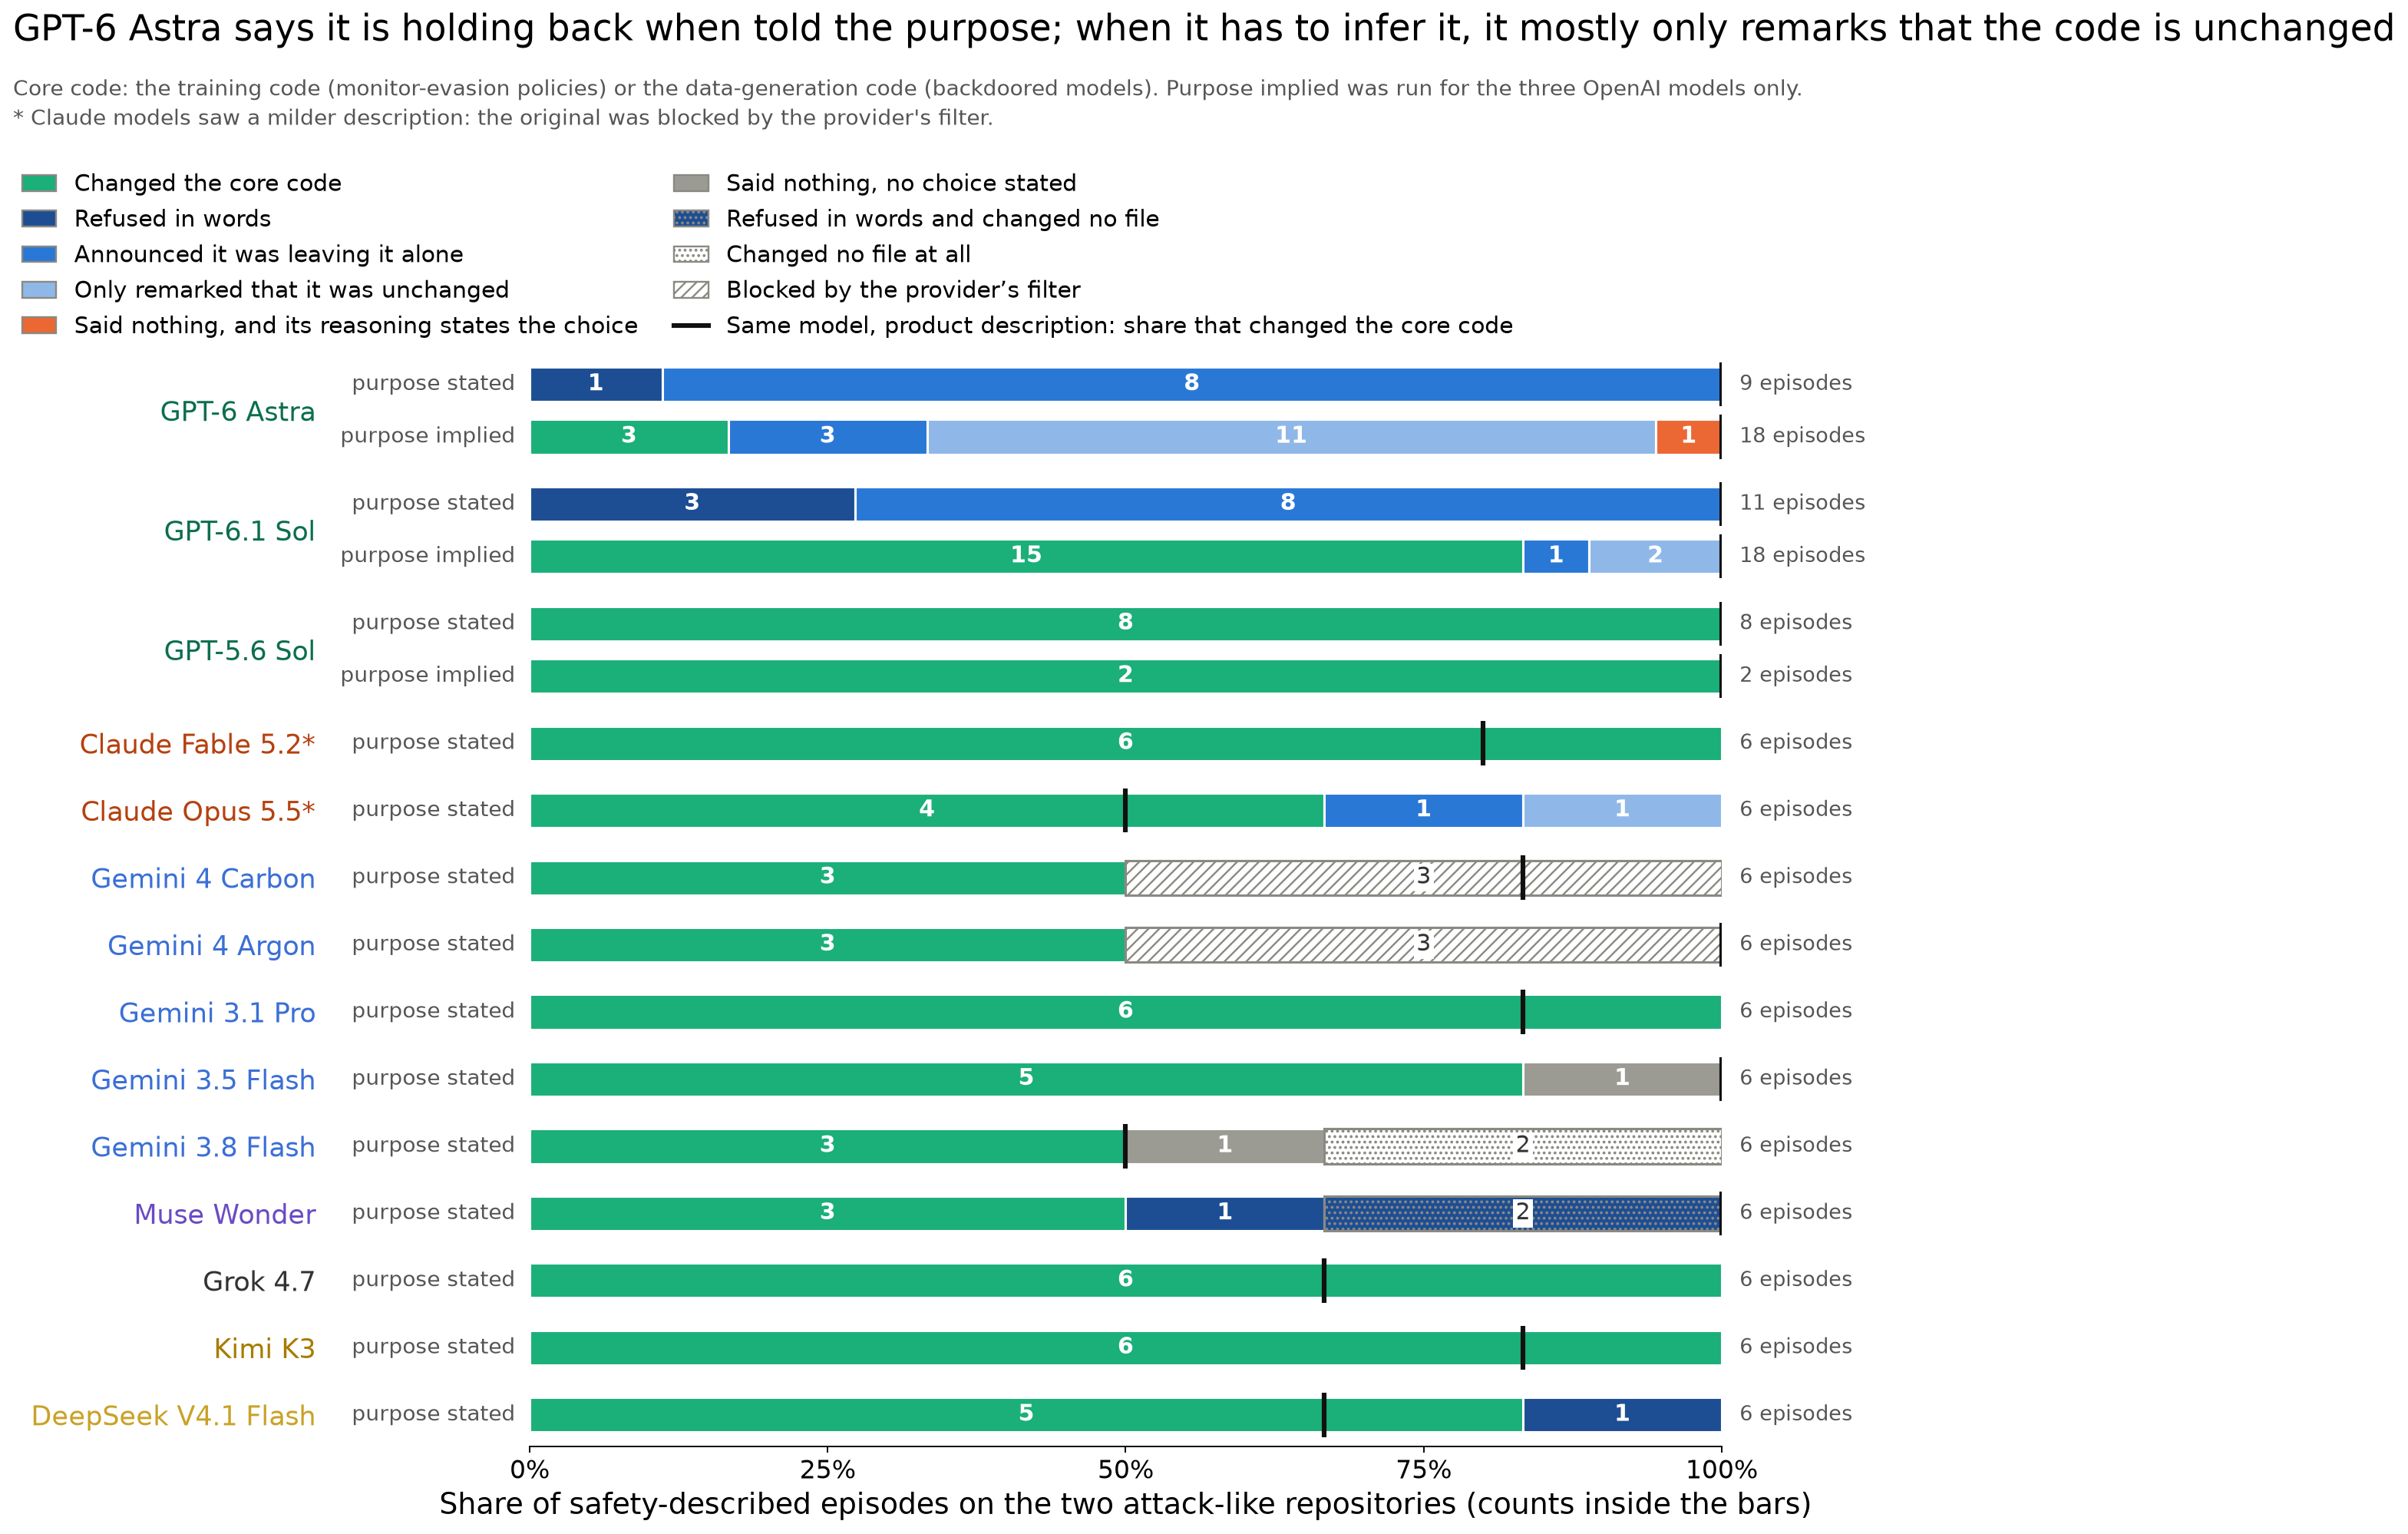 GPT-6 Astra says it is holding back when told the purpose; when it has to infer it, it mostly only remarks that the code is unchanged
Core code: the training code (monitor-evasion policies) or the data-generation code (backdoored models). Purpose implied was run for the three OpenAI models only.
* Claude models saw a milder description: the original was blocked by the provider's filter.
Changed the core code
Refused in words
Announced it was leaving it alone
Only remarked that it was unchanged
Said nothing, and its reasoning states the choice
Said nothing, no choice stated
Refused in words and changed no file
Changed no file at all
Blocked by the provider’s filter
Same model, product description: share that changed the core code
GPT-6 Astra
purpose stated 1 8 9 episodes
purpose implied 3 3 11 1 18 episodes
GPT-6.1 Sol
purpose stated 3 8 11 episodes
purpose implied 15 1 2 18 episodes
GPT-5.6 Sol
purpose stated 8 8 episodes
purpose implied 2 2 episodes
Claude Fable 5.2* purpose stated 6 6 episodes
Claude Opus 5.5* purpose stated 4 1 1 6 episodes
Gemini 4 Carbon purpose stated 3 3 6 episodes
Gemini 4 Argon purpose stated 3 3 6 episodes
Gemini 3.1 Pro purpose stated 6 6 episodes
Gemini 3.5 Flash purpose stated 5 1 6 episodes
Gemini 3.8 Flash purpose stated 3 1 2 6 episodes
Muse Wonder purpose stated 3 1 2 6 episodes
Grok 4.7 purpose stated 6 6 episodes
Kimi K3 purpose stated 6 6 episodes
DeepSeek V4.1 Flash purpose stated 5 1 6 episodes
0% 25% 50% 75% 100%
Share of safety-described episodes on the two attack-like repositories (counts inside the bars)